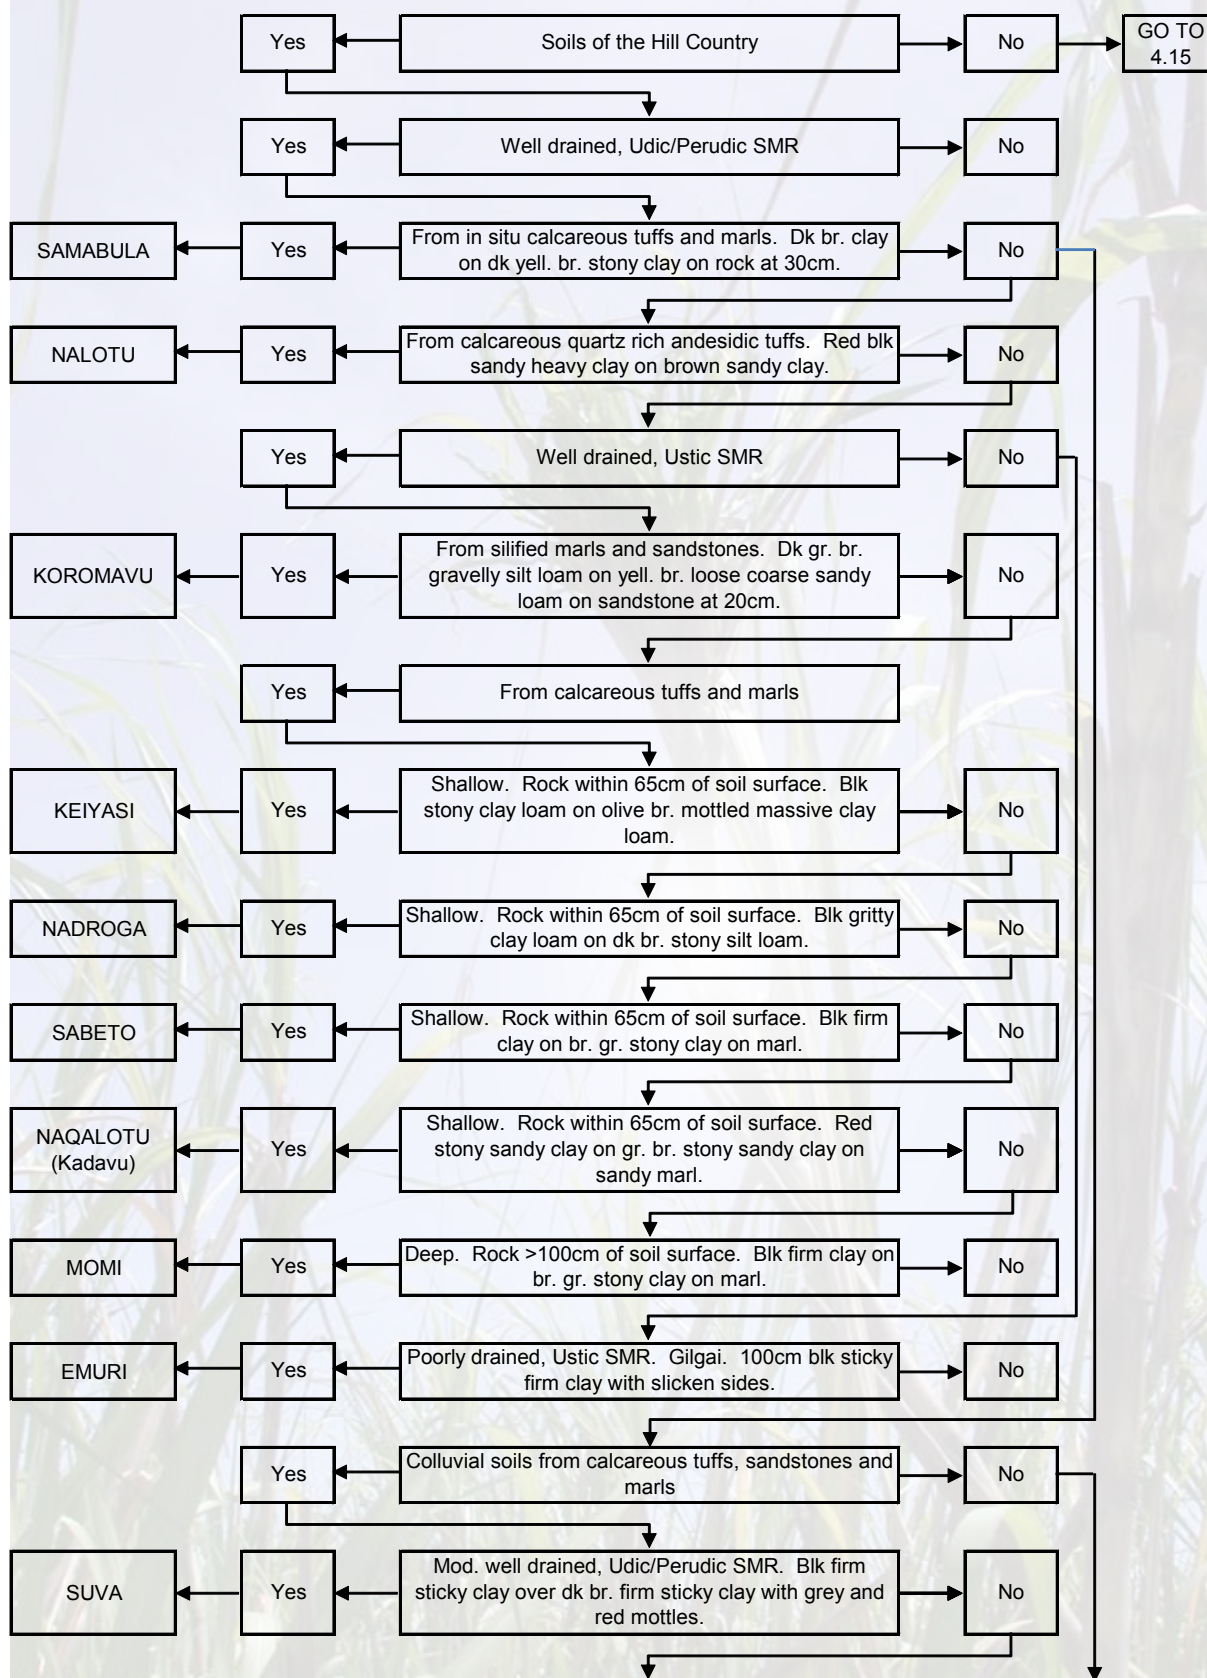 Yes
Soils of the Hill Country
No
GO TO
4.15
Yes
Well drained, Udic/Perudic SMR
No
SAMABULA
Yes
From in situ calcareous tuffs and marls. Dk br. clay
on dk yell. br. stony clay on rock at 30cm.
No
NALOTU
Yes
From calcareous quartz rich andesidic tuffs. Red blk
sandy heavy clay on brown sandy clay.
No
Yes
Well drained, Ustic SMR
No
KOROMAVU
Yes
From silified marls and sandstones. Dk gr. br.
gravelly silt loam on yell. br. loose coarse sandy
loam on sandstone at 20cm.
No
Yes
From calcareous tuffs and marls
KEIYASI
Yes
Shallow. Rock within 65cm of soil surface. Blk
stony clay loam on olive br. mottled massive clay
loam.
No
NADROGA
Yes
Shallow. Rock within 65cm of soil surface. Blk gritty
clay loam on dk br. stony silt loam.
No
SABETO
Yes
Shallow. Rock within 65cm of soil surface. Blk firm
clay on br. gr. stony clay on marl.
No
NAQALOTU
(Kadavu)
Yes
Shallow. Rock within 65cm of soil surface. Red
stony sandy clay on gr. br. stony sandy clay on
sandy marl.
No
MOMI
Yes
Deep. Rock >100cm of soil surface. Blk firm clay on
br. gr. stony clay on marl.
No
EMURI
Yes
Poorly drained, Ustic SMR. Gilgai. 100cm blk sticky
firm clay with slicken sides.
No
Yes
Colluvial soils from calcareous tuffs, sandstones and
marls
No
SUVA
Yes
Mod. well drained, Udic/Perudic SMR. Blk firm
sticky clay over dk br. firm sticky clay with grey and
red mottles.
No